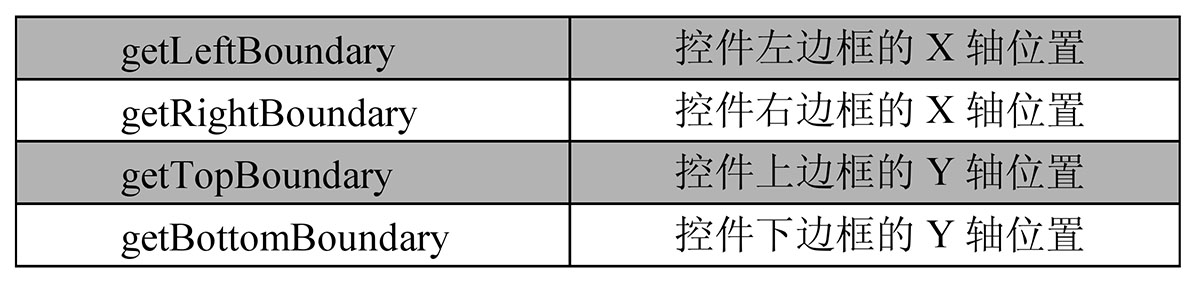 getLeftBoundary 控件左边框的 X 轴位置
getRightBoundary 控件右边框的 X 轴位置
getTopBoundary 控件上边框的 Y 轴位置
getBottomBoundary 控件下边框的 Y 轴位置